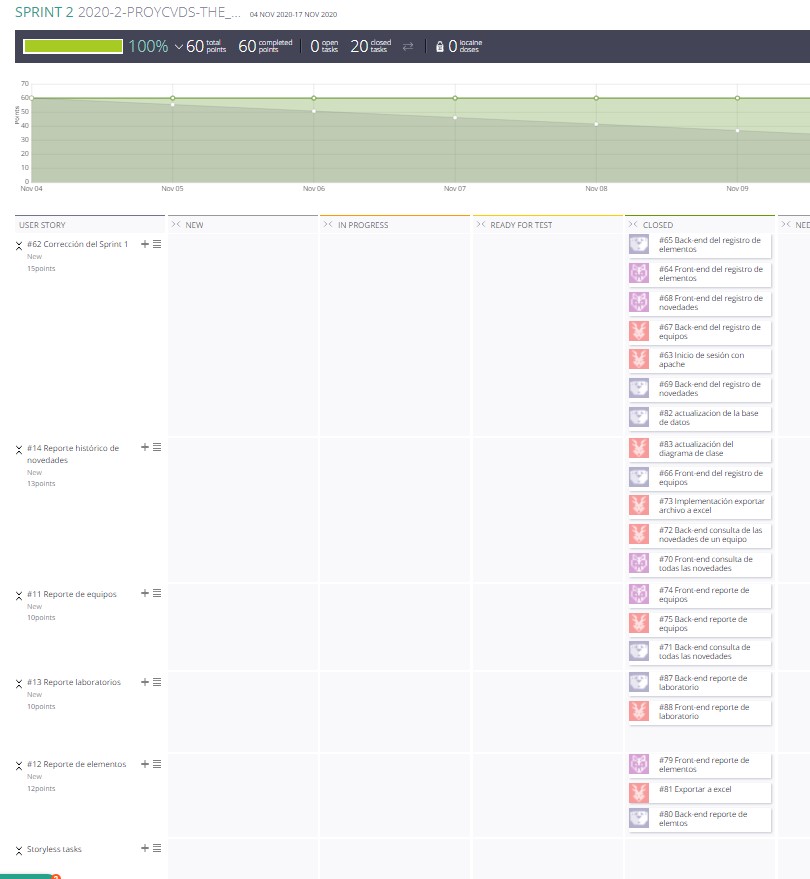 SPRINT 2 2020-2-PROYCVDS-THE_... 04 NOV 2020-17 NOV 2020
100% 60 total points 60 completed points 0 open tasks 20 closed tasks 0 iocaine doses
70
60
50
40
30
20
10
0
Points
Nov 04 Nov 05 Nov 06 Nov 07 Nov 08 Nov 09
USER STORY NEW IN PROGRESS READY FOR TEST CLOSED NEE
#62 Corrección del Sprint 1
New
15points
#65 Back-end del registro de
elementos
#64 Front-end del registro de
elementos
#68 Front-end del registro de
novedades
#67 Back-end del registro de
equipos
#63 Inicio de sesión con
apache
#69 Back-end del registro de
novedades
#82 actualizacion de la base
de datos
#14 Reporte histórico de
novedades
New
13points
#83 actualización del
diagrama de clase
#66 Front-end del registro de
equipos
#73 Implementación exportar
archivo a excel
#72 Back-end consulta de las
novedades de un equipo
#70 Front-end consulta de
todas las novedades
#11 Reporte de equipos
New
10points
#74 Front-end reporte de
equipos
#75 Back-end reporte de
equipos
#71 Back-end consulta de
todas las novedades
#13 Reporte laboratorios
New
10points
#87 Back-end reporte de
laboratorio
#88 Front-end reporte de
laboratorio
#12 Reporte de elementos
New
12points
#79 Front-end reporte de
elementos
#81 Exportar a excel
#80 Back-end reporte de
elemtos
Storyless tasks